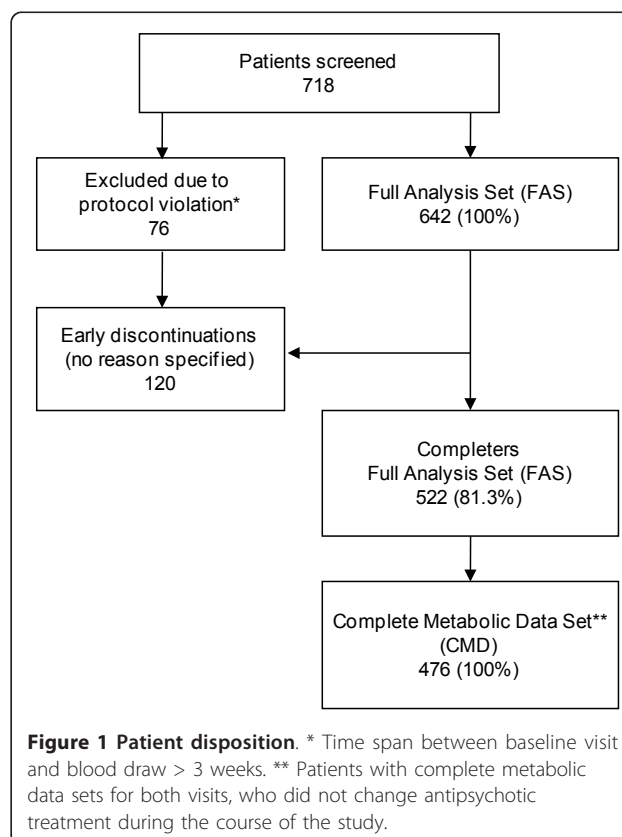 Patients screened
718
Excluded due to
protocol violation*
76
Full Analysis Set (FAS)
642 (100%)
Early discontinuations
(no reason specified)
120
Completers
Full Analysis Set (FAS)
522 (81.3%)
Complete Metabolic Data Set**
(CMD)
476 (100%)
Figure 1 Patient disposition. * Time span between baseline visit
and blood draw > 3 weeks. ** Patients with complete metabolic
data sets for both visits, who did not change antipsychotic
treatment during the course of the study.